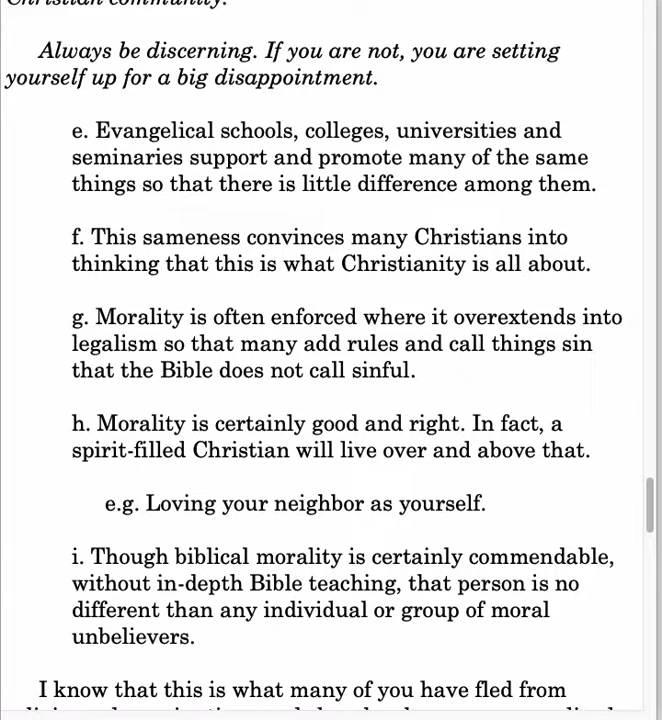 Christian community.
Always be discerning. If you are not, you are setting
yourself up for a big disappointment.
e. Evangelical schools, colleges, universities and
seminaries support and promote many of the same
things so that there is little difference among them.
f. This sameness convinces many Christians into
thinking that this is what Christianity is all about.
g. Morality is often enforced where it overextends into
legalism so that many add rules and call things sin
that the Bible does not call sinful.
h. Morality is certainly good and right. In fact, a
spirit-filled Christian will live over and above that.
e.g. Loving your neighbor as yourself.
i. Though biblical morality is certainly commendable,
without in-depth Bible teaching, that person is no
different than any individual or group of moral
unbelievers.
I know that this is what many of you have fled from